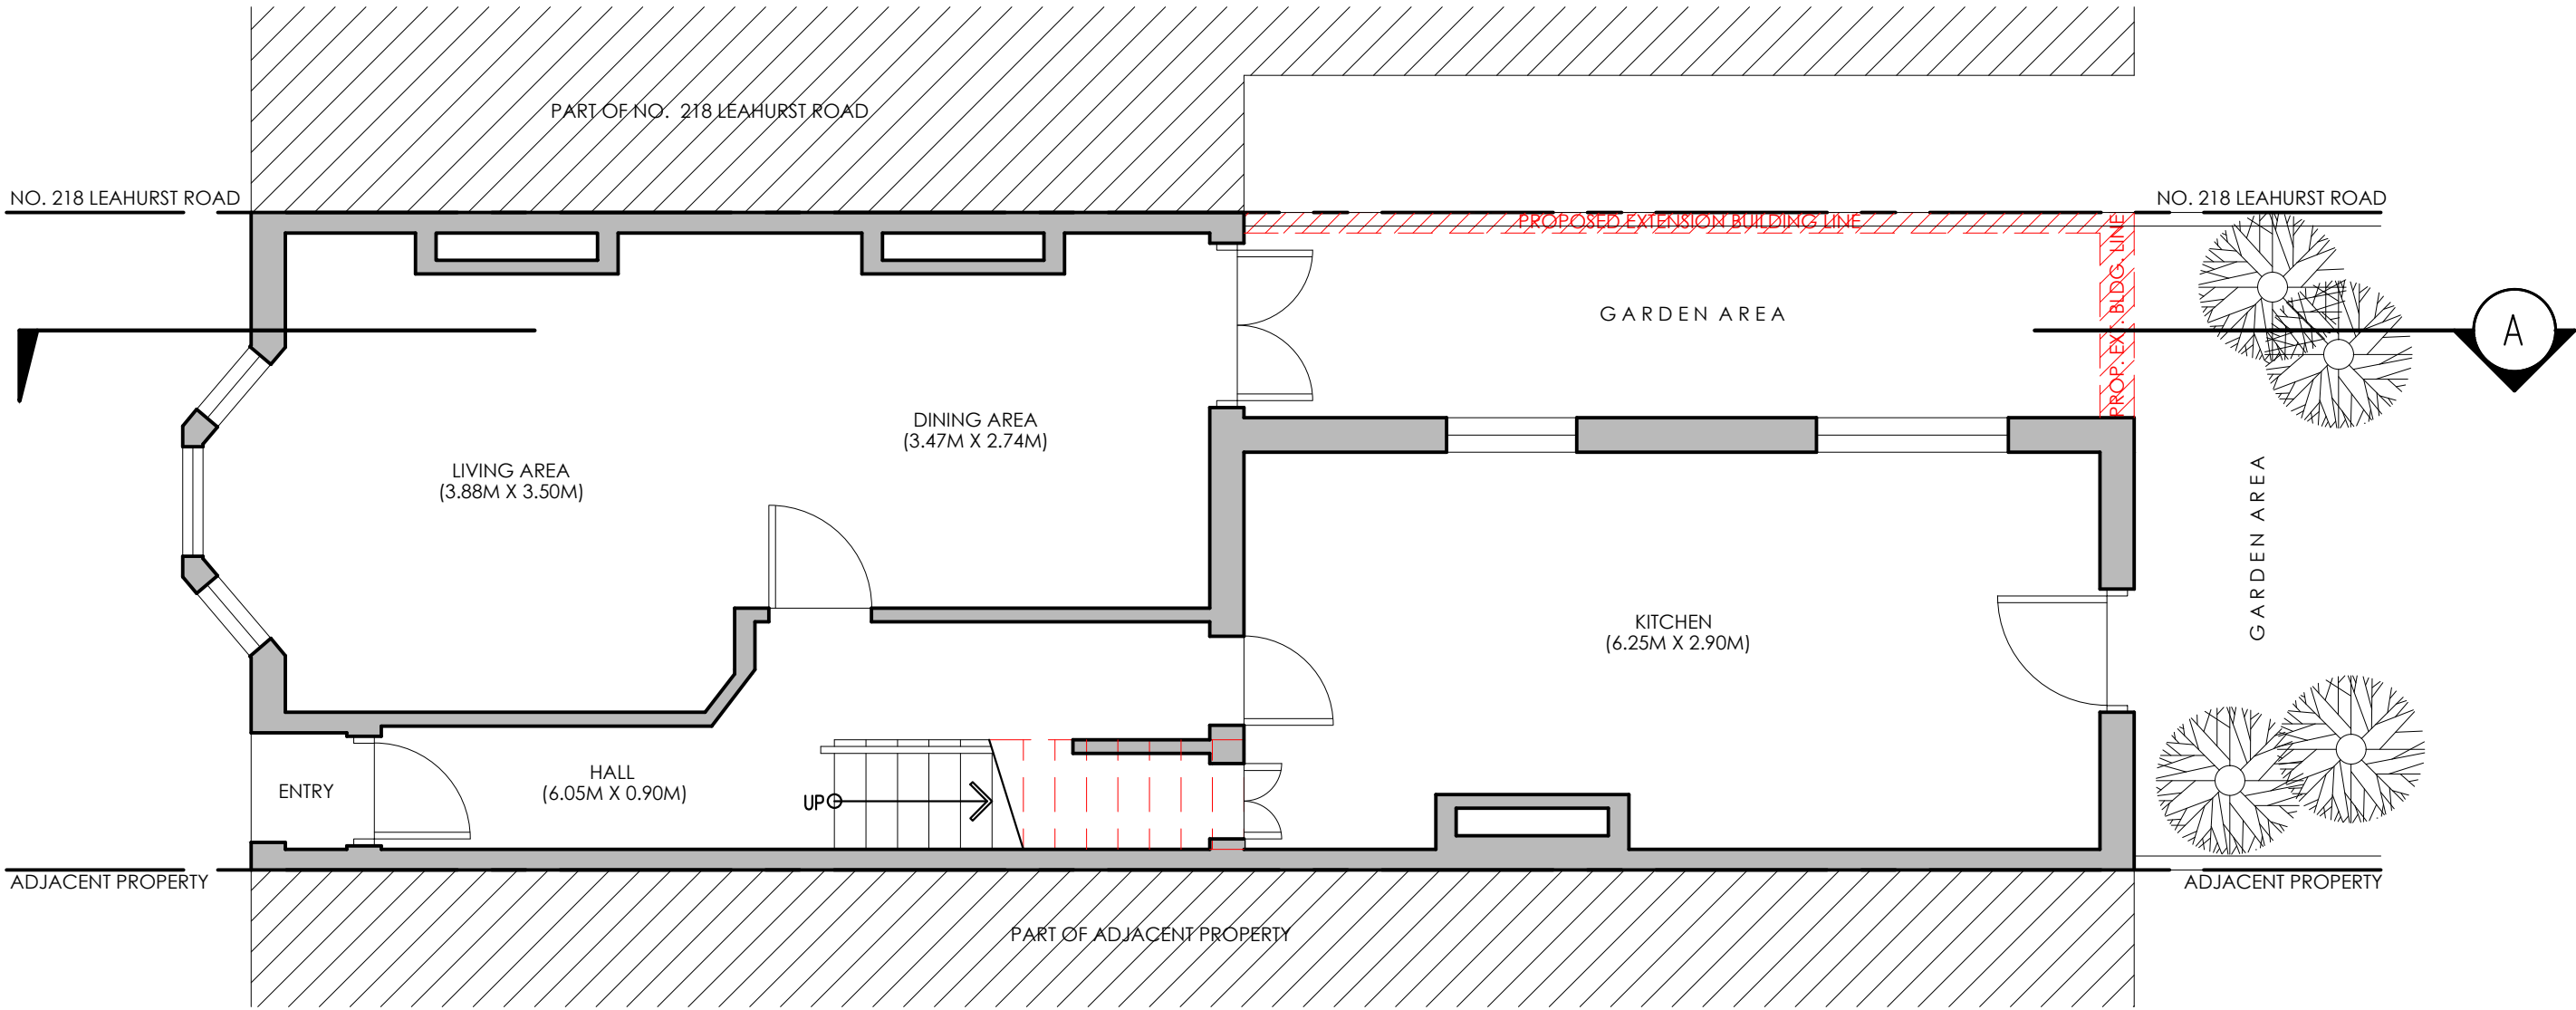 PART OF NO. 218 LEAHURST ROAD
NO. 218 LEAHURST ROAD
NO. 218 LEAHURST ROAD
PROPOSED EXTENSION BUILDING LINE
PROP. EX. BLDG. LINE
GARDEN AREA
A
DINING AREA
(3.47M X 2.74M)
LIVING AREA
(3.88M X 3.50M)
GARDEN AREA
KITCHEN
(6.25M X 2.90M)
HALL
(6.05M X 0.90M)
ENTRY
UP
ADJACENT PROPERTY
ADJACENT PROPERTY
PART OF ADJACENT PROPERTY